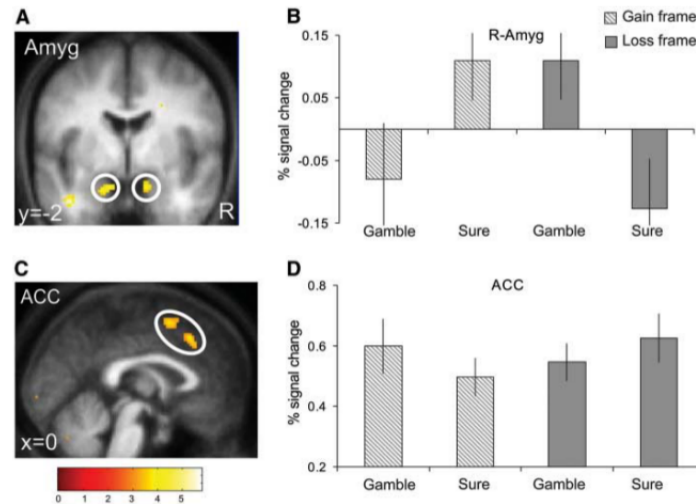 A
Amyg
y=-2
R
B
R-Amyg
Gain frame
Loss frame
% signal change
0.15
0.05
-0.05
-0.15
Gamble
Sure
Gamble
Sure
C
ACC
x=0
0 1 2 3 4 5
D
ACC
% signal change
0.8
0.6
0.4
0.2
Gamble
Sure
Gamble
Sure